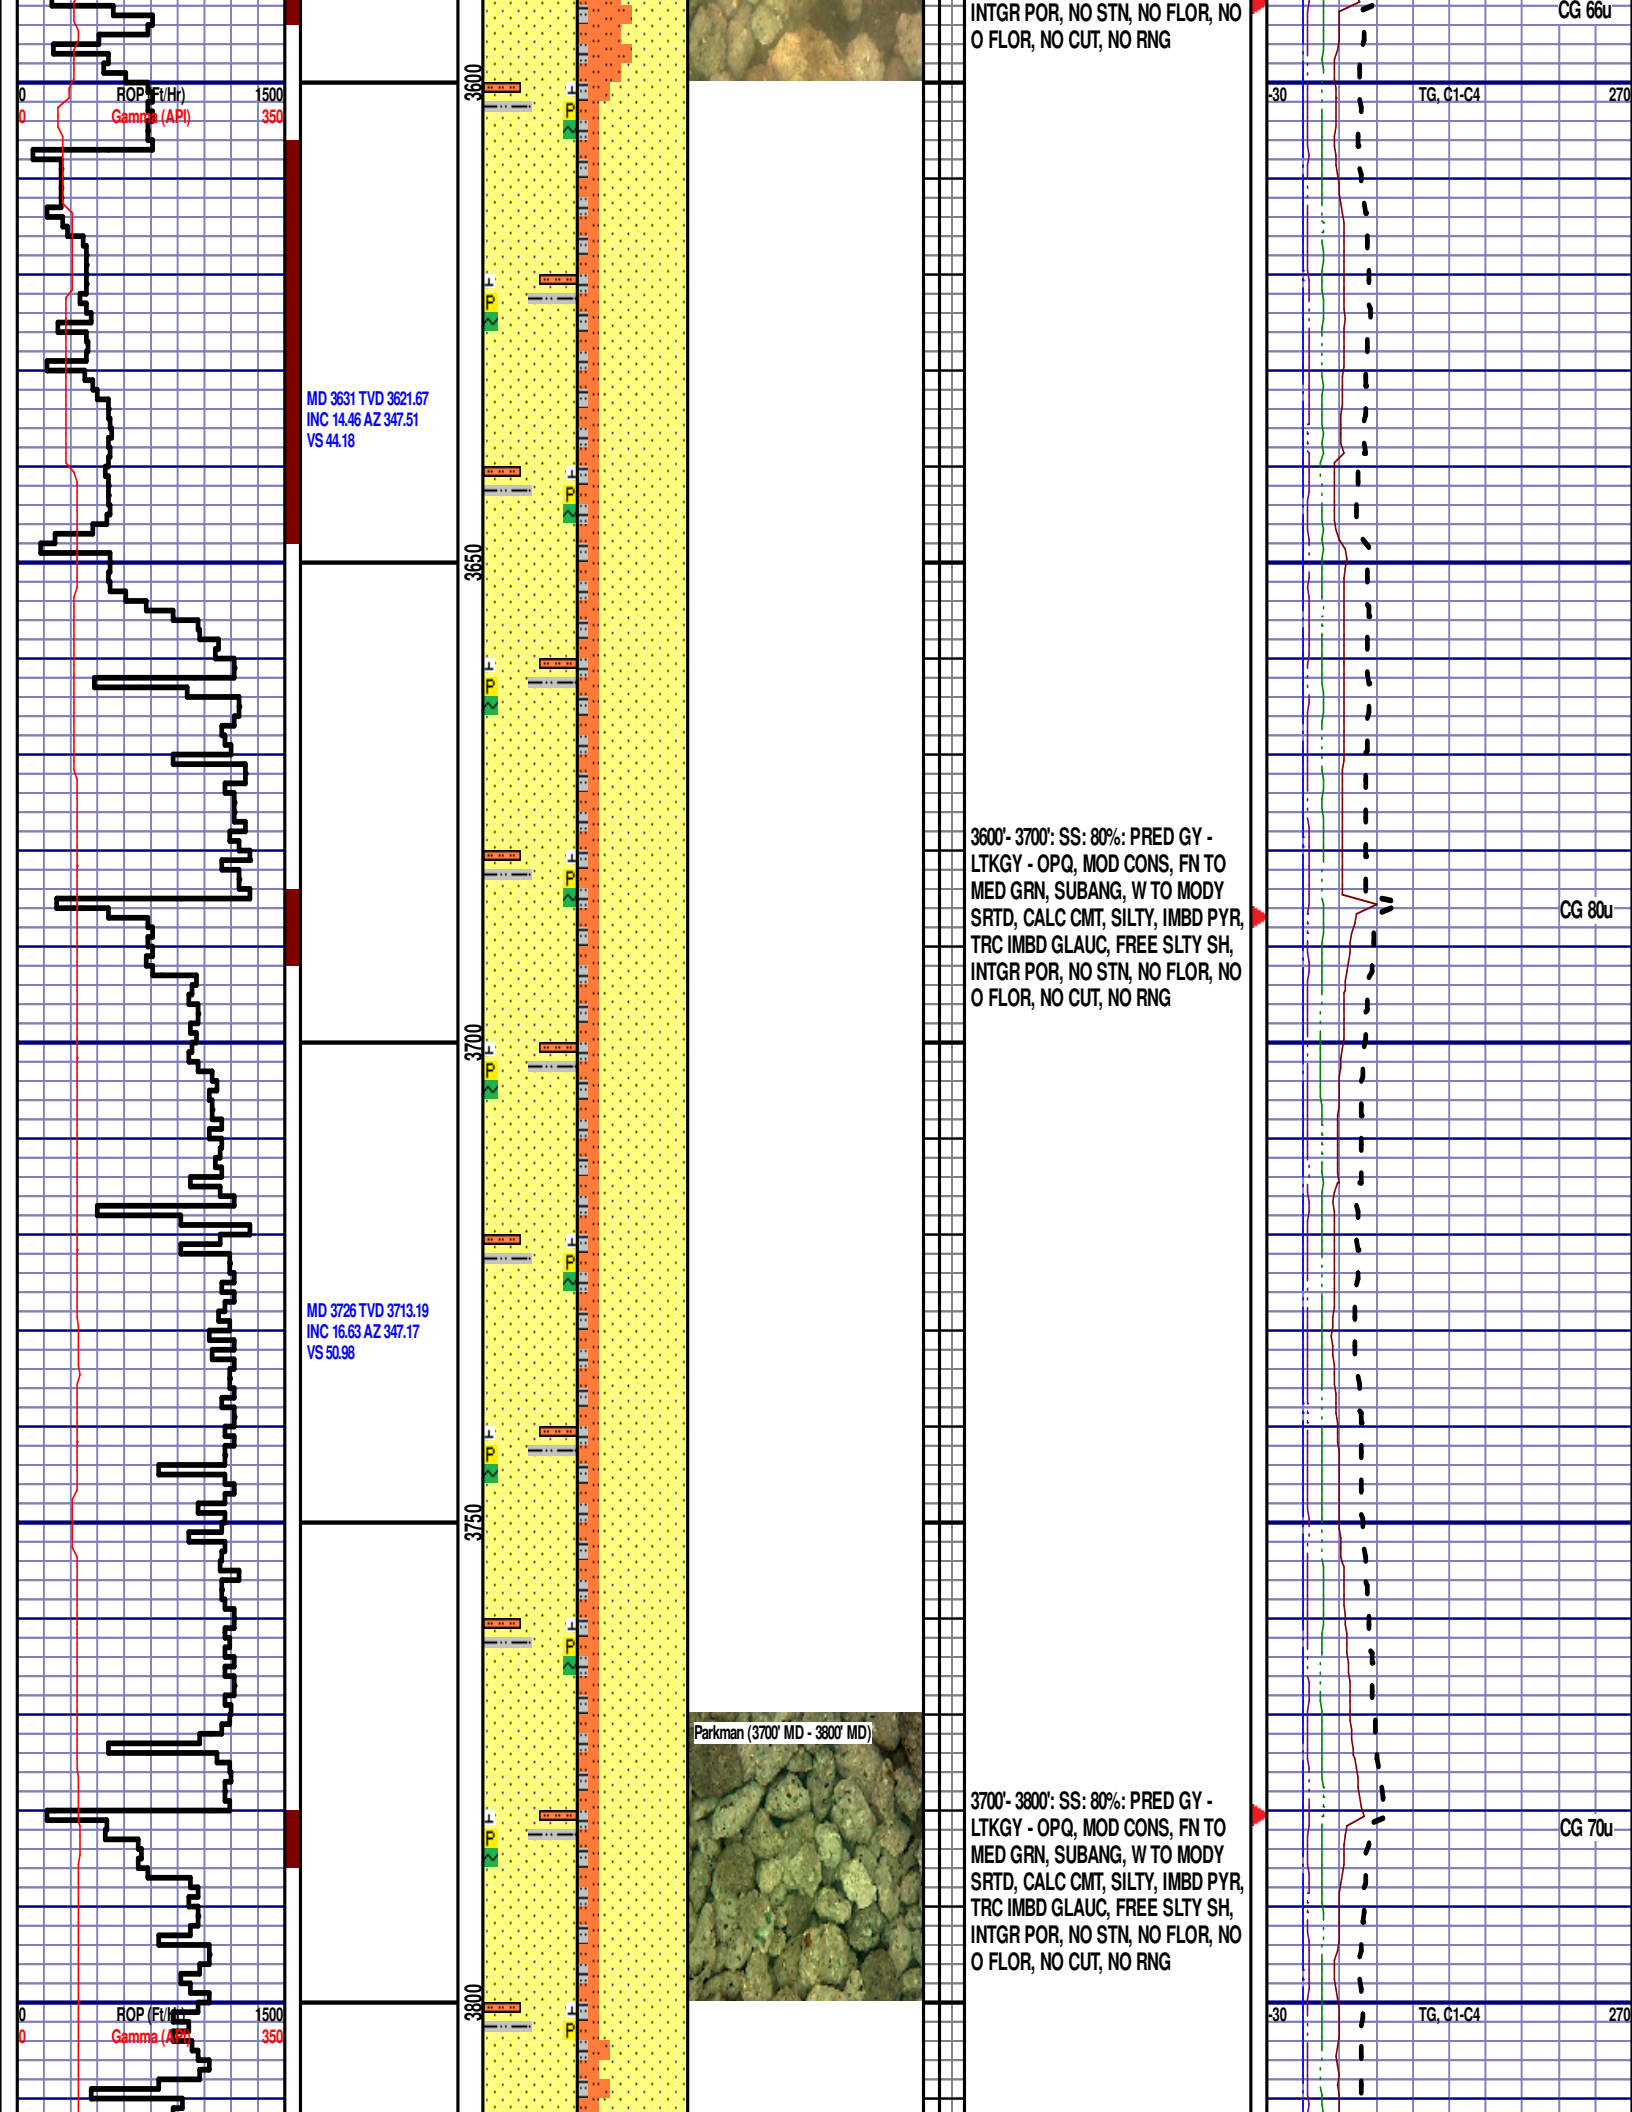 INTGR POR, NO STN, NO FLOR, NO
O FLOR, NO CUT, NO RNG
CG 66u
0 ROP (Ft/Hr) 1500
0 Gamma (API) 350
3600
-30 TG, C1-C4 270
P
P
MD 3631 TVD 3621.67
INC 14.46 AZ 347.51
VS 44.18
P
3650
P
3600'- 3700': SS: 80%: PRED GY -
LTKGY - OPQ, MOD CONS, FN TO
MED GRN, SUBANG, W TO MODY
SRTD, CALC CMT, SILTY, IMBD PYR,
TRC IMBD GLAUC, FREE SLTY SH,
INTGR POR, NO STN, NO FLOR, NO
O FLOR, NO CUT, NO RNG
P
CG 80u
3700
P
P
MD 3726 TVD 3713.19
INC 16.63 AZ 347.17
VS 50.98
P
3750
P
Parkman (3700' MD - 3800' MD)
3700'- 3800': SS: 80%: PRED GY -
LTKGY - OPQ, MOD CONS, FN TO
MED GRN, SUBANG, W TO MODY
SRTD, CALC CMT, SILTY, IMBD PYR,
TRC IMBD GLAUC, FREE SLTY SH,
INTGR POR, NO STN, NO FLOR, NO
O FLOR, NO CUT, NO RNG
P
CG 70u
3800
0 ROP (Ft/Hr) 1500
0 Gamma (API) 350
-30 TG, C1-C4 270
P